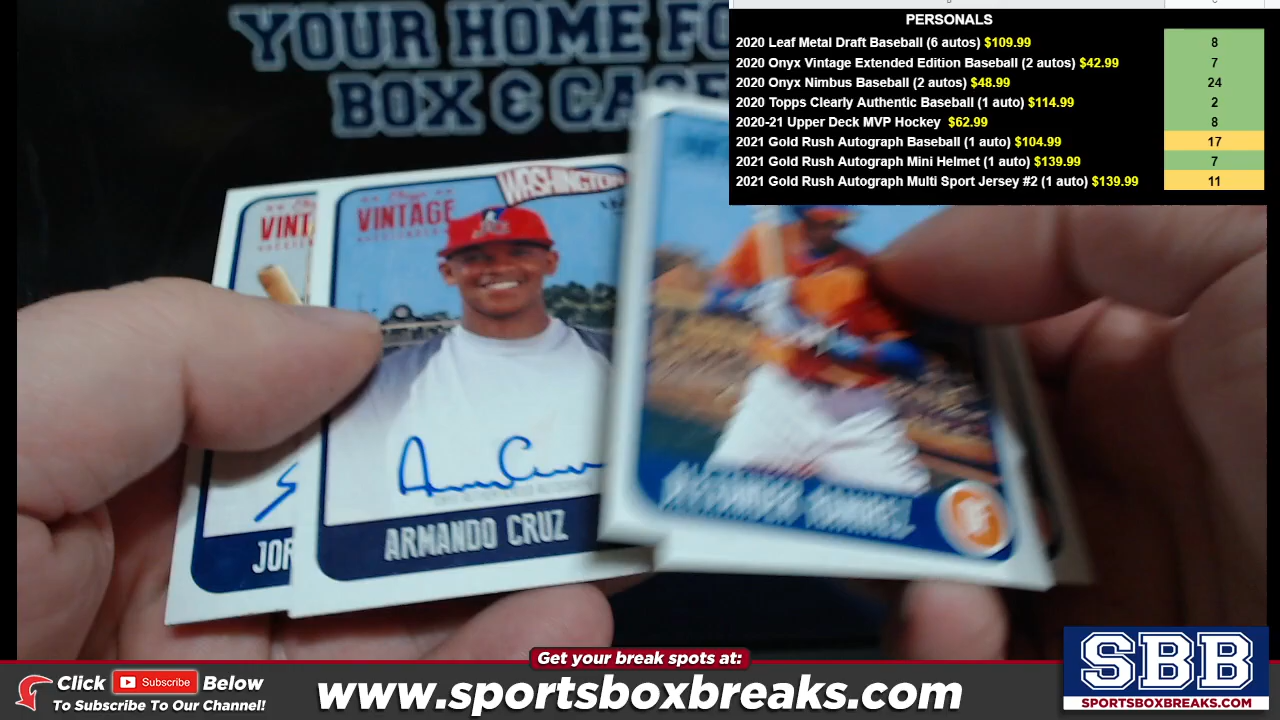 YOUR HOME FO
BOX & CAS
PERSONALS
2020 Leaf Metal Draft Baseball (6 autos) $109.99 8
2020 Onyx Vintage Extended Edition Baseball (2 autos) $42.99 7
2020 Onyx Nimbus Baseball (2 autos) $48.99 24
2020 Topps Clearly Authentic Baseball (1 auto) $114.99 2
2020-21 Upper Deck MVP Hockey $62.99 8
2021 Gold Rush Autograph Baseball (1 auto) $104.99 17
2021 Gold Rush Autograph Mini Helmet (1 auto) $139.99 7
2021 Gold Rush Autograph Multi Sport Jersey #2 (1 auto) $139.99 11
VINT
VINTAGE
WASHINGTON
JOR
ARMANDO CRUZ
ALEXANDER RAMIREZ
OF
Get your break spots at:
Click Subscribe Below
To Subscribe To Our Channel!
www.sportsboxbreaks.com
SBB
SPORTSBOXBREAKS.COM